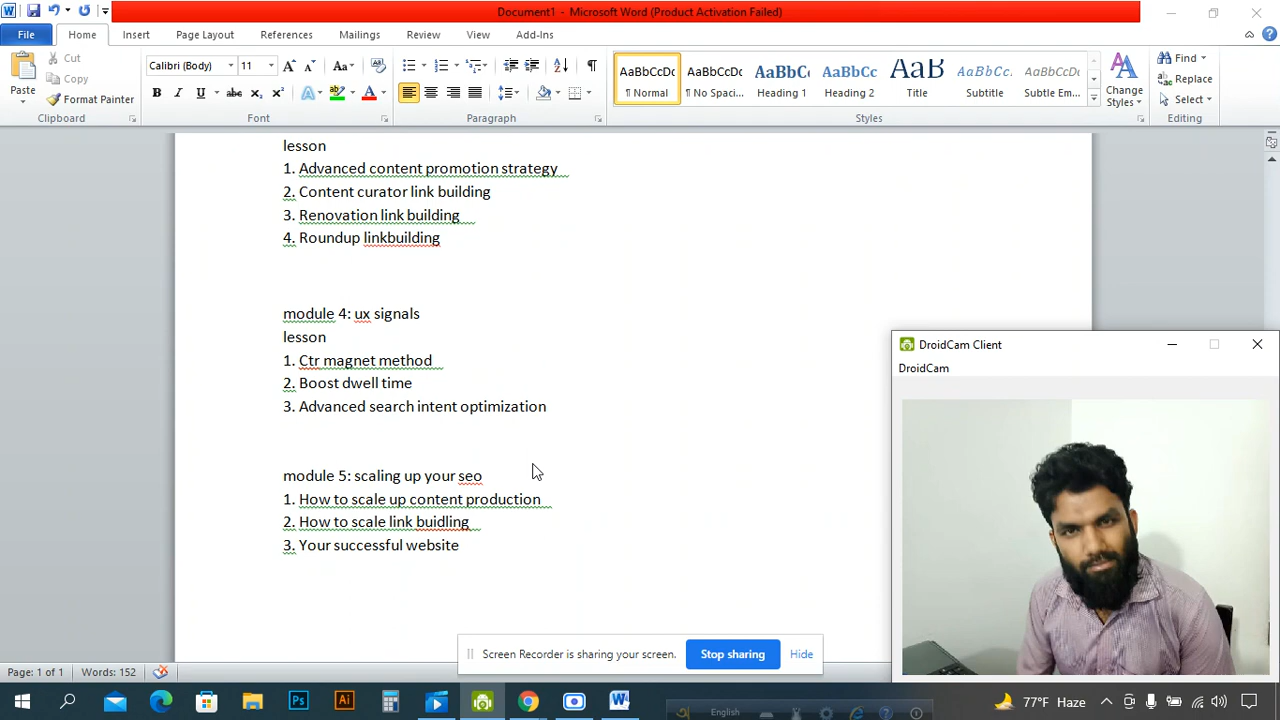 Document1 - Microsoft Word (Product Activation Failed)
File Home Insert Page Layout References Mailings Review View Add-Ins
Paste
Cut
Copy
Format Painter
Clipboard
Calibri (Body) 11
Font
Paragraph
AaBbCcDc AaBbCcDc AaBbCc AaBbCc AaB AaBbCcL AaBbCcDc
¶ Normal ¶ No Spaci... Heading 1 Heading 2 Title Subtitle Subtle Em...
Change Styles
Styles
Find
Replace
Select
Editing
lesson
1. Advanced content promotion strategy
2. Content curator link building
3. Renovation link building
4. Roundup linkbuilding
module 4: ux signals
lesson
1. Ctr magnet method
2. Boost dwell time
3. Advanced search intent optimization
module 5: scaling up your seo
1. How to scale up content production
2. How to scale link buidling
3. Your successful website
DroidCam Client
DroidCam
Screen Recorder is sharing your screen. Stop sharing Hide
Page: 1 of 1 Words: 152
English
77°F Haze